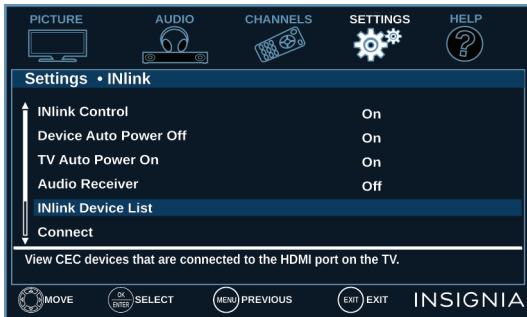 PICTURE AUDIO CHANNELS SETTINGS HELP
Settings • INlink
INlink Control On
Device Auto Power Off On
TV Auto Power On On
Audio Receiver Off
INlink Device List
Connect
View CEC devices that are connected to the HDMI port on the TV.
MOVE OK ENTER SELECT MENU PREVIOUS EXIT EXIT INSIGNIA